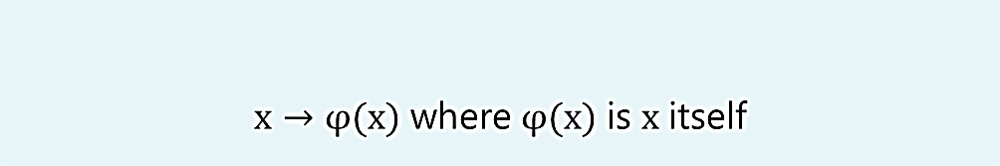 x → φ(x) where φ(x) is x itself